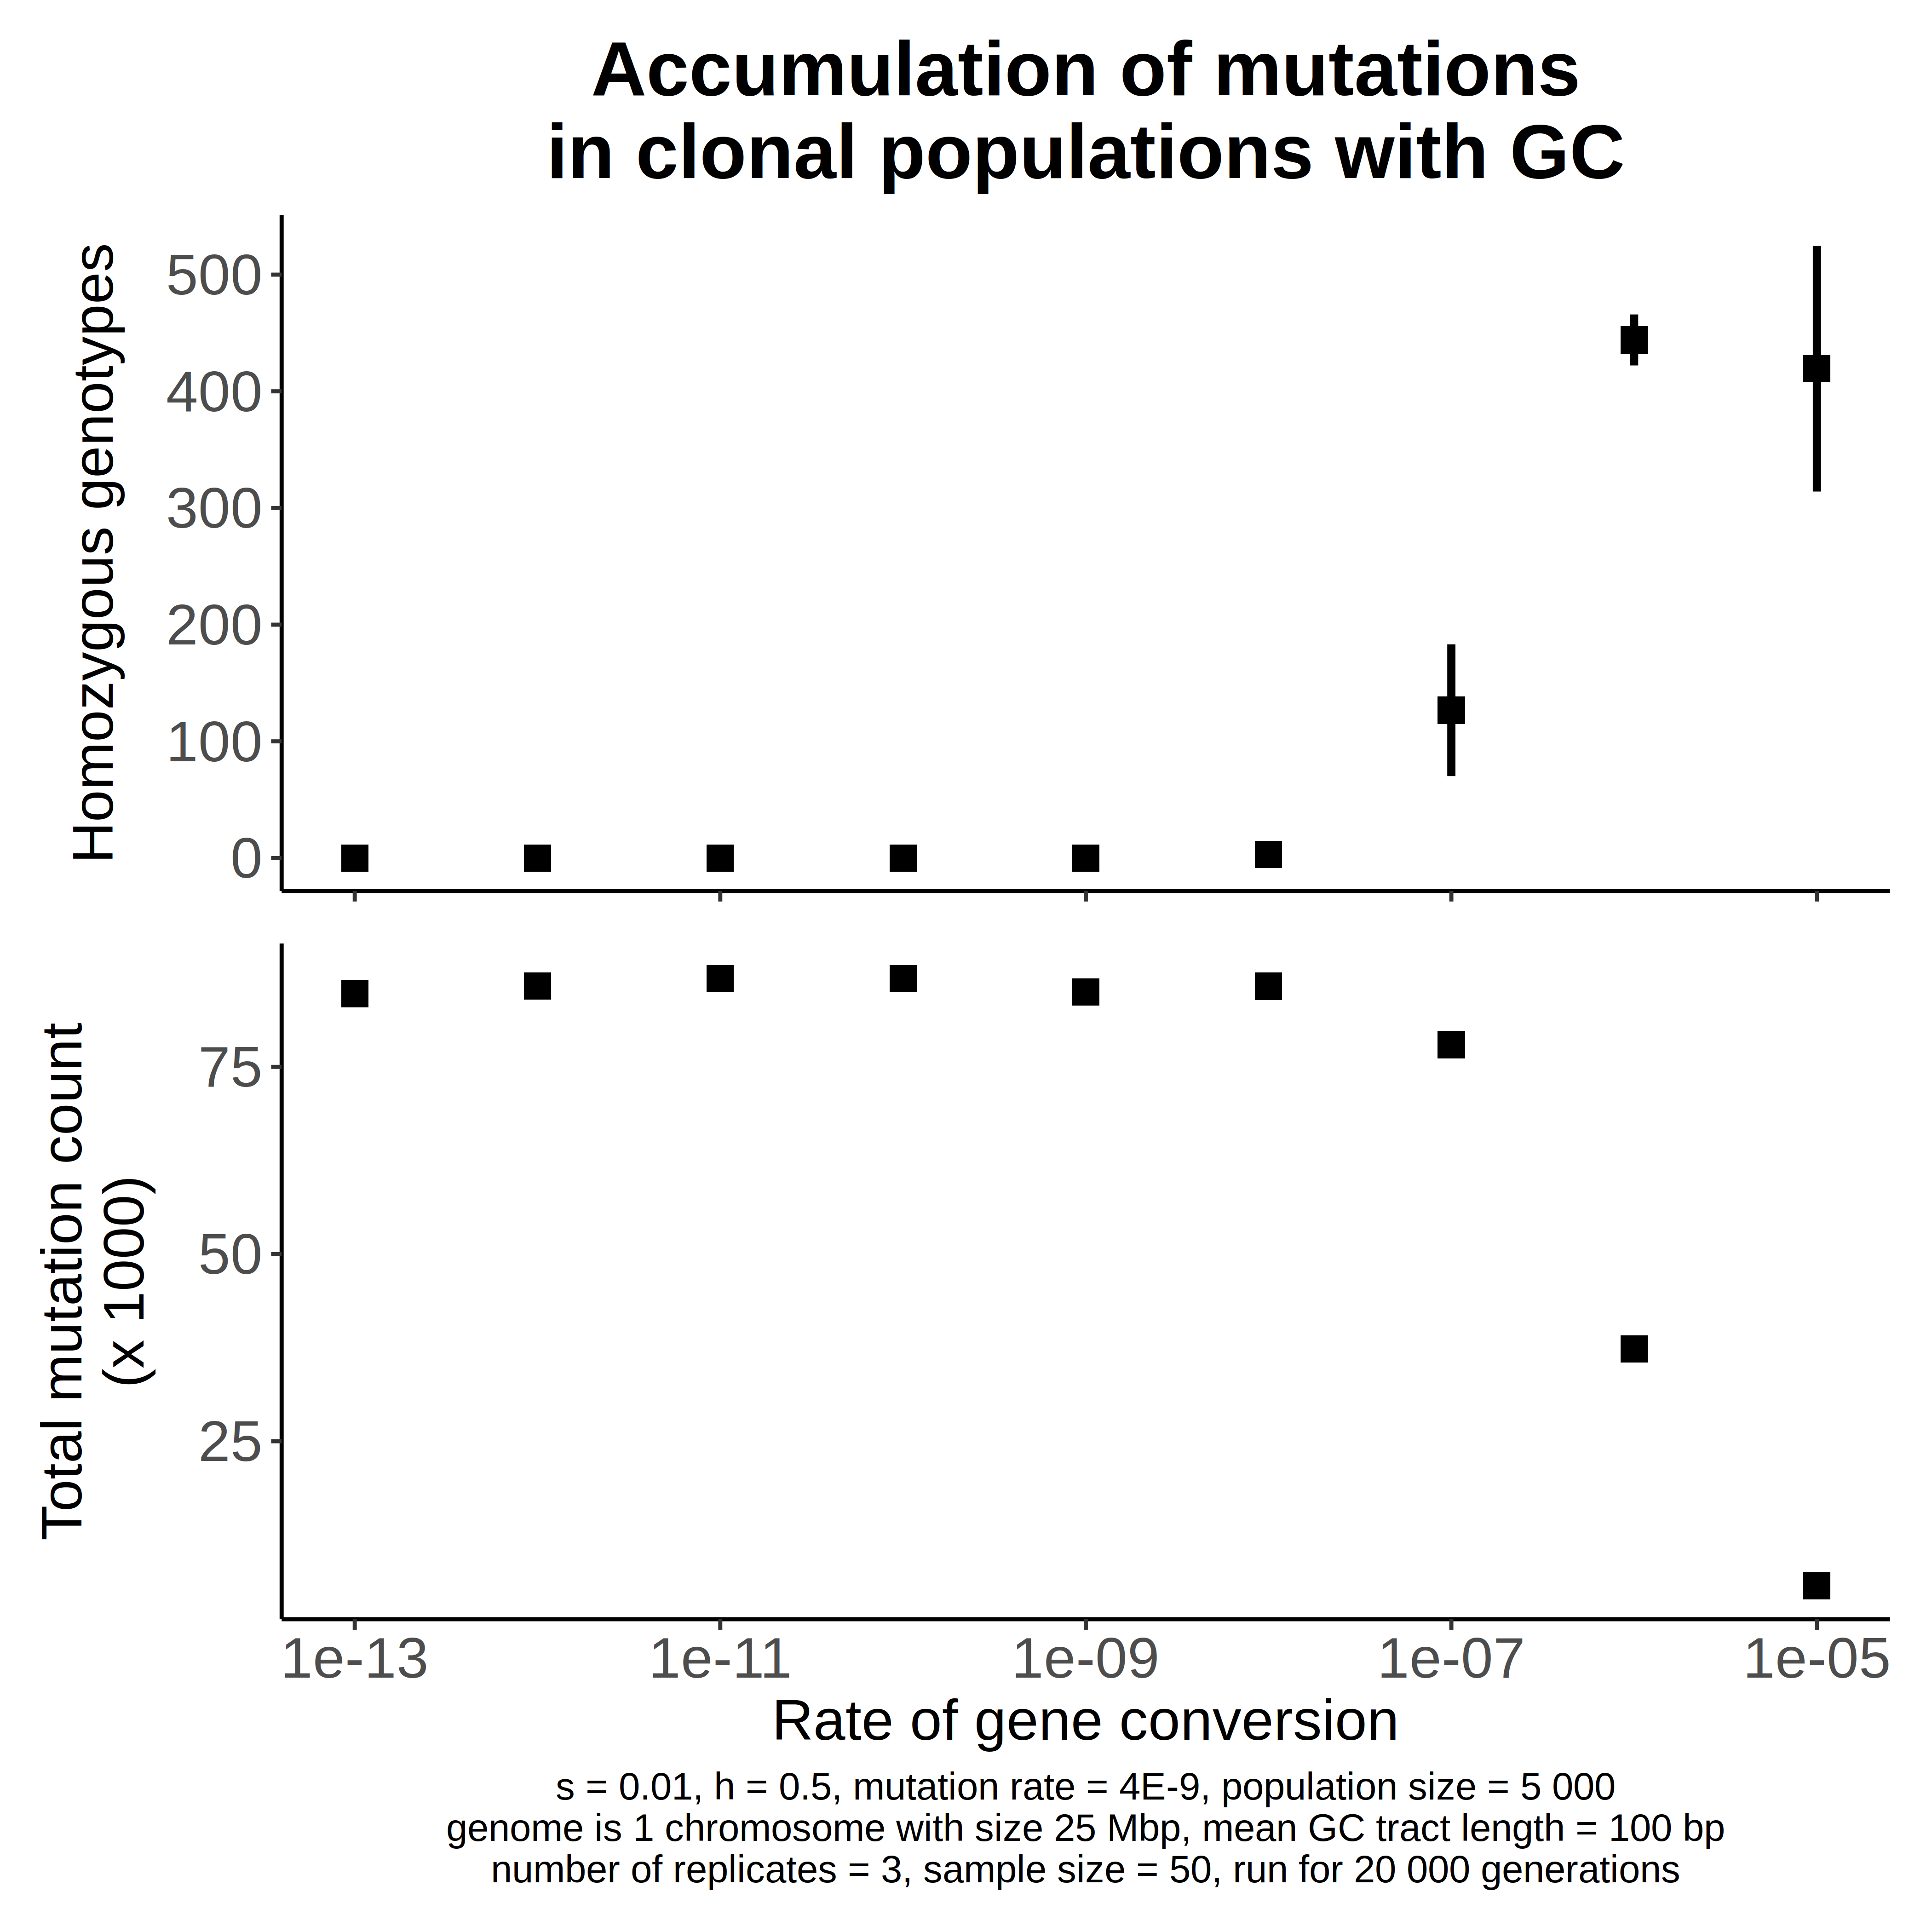 Accumulation of mutations
in clonal populations with GC
Homozygous genotypes
500
400
300
200
100
0
Total mutation count
(x 1000)
75
50
25
1e-13 1e-11 1e-09 1e-07 1e-05
Rate of gene conversion
s = 0.01, h = 0.5, mutation rate = 4E-9, population size = 5 000
genome is 1 chromosome with size 25 Mbp, mean GC tract length = 100 bp
number of replicates = 3, sample size = 50, run for 20 000 generations